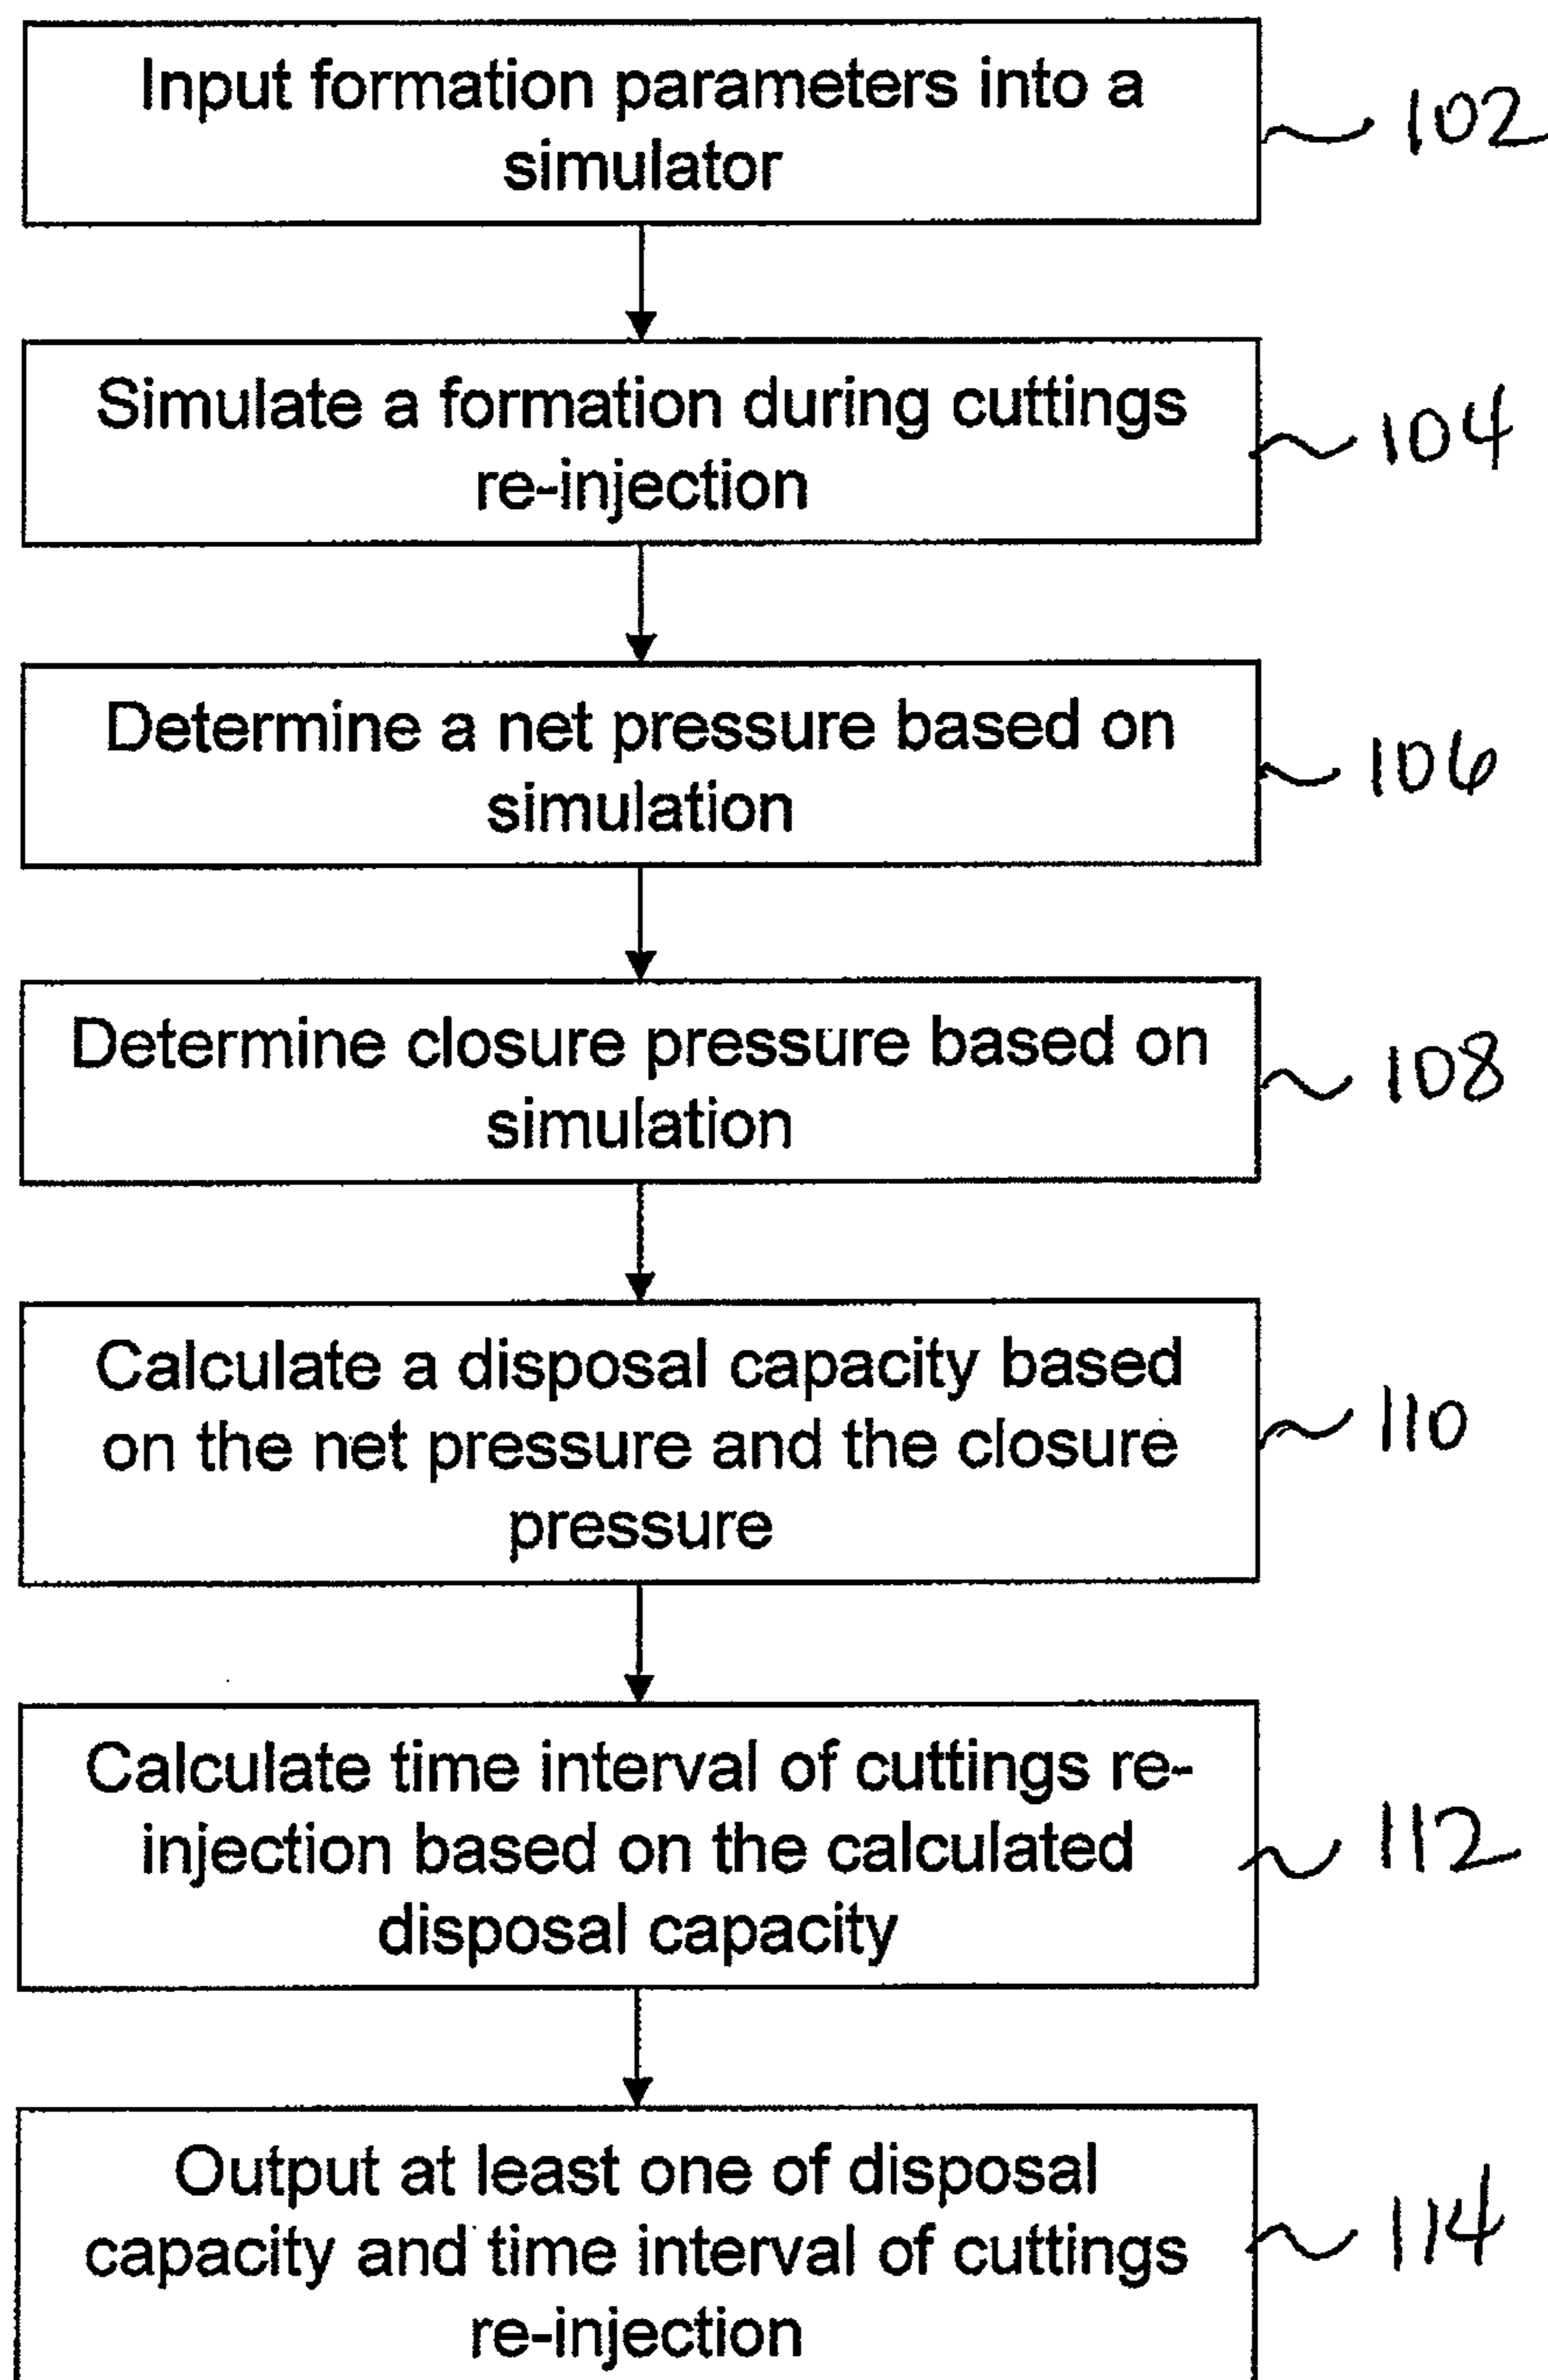 Input formation parameters into a
simulator
102
Simulate a formation during cuttings
re-injection
104
Determine a net pressure based on
simulation
106
Determine closure pressure based on
simulation
108
Calculate a disposal capacity based
on the net pressure and the closure
pressure
110
Calculate time interval of cuttings re-
injection based on the calculated
disposal capacity
112
Output at least one of disposal
capacity and time interval of cuttings
re-injection
114